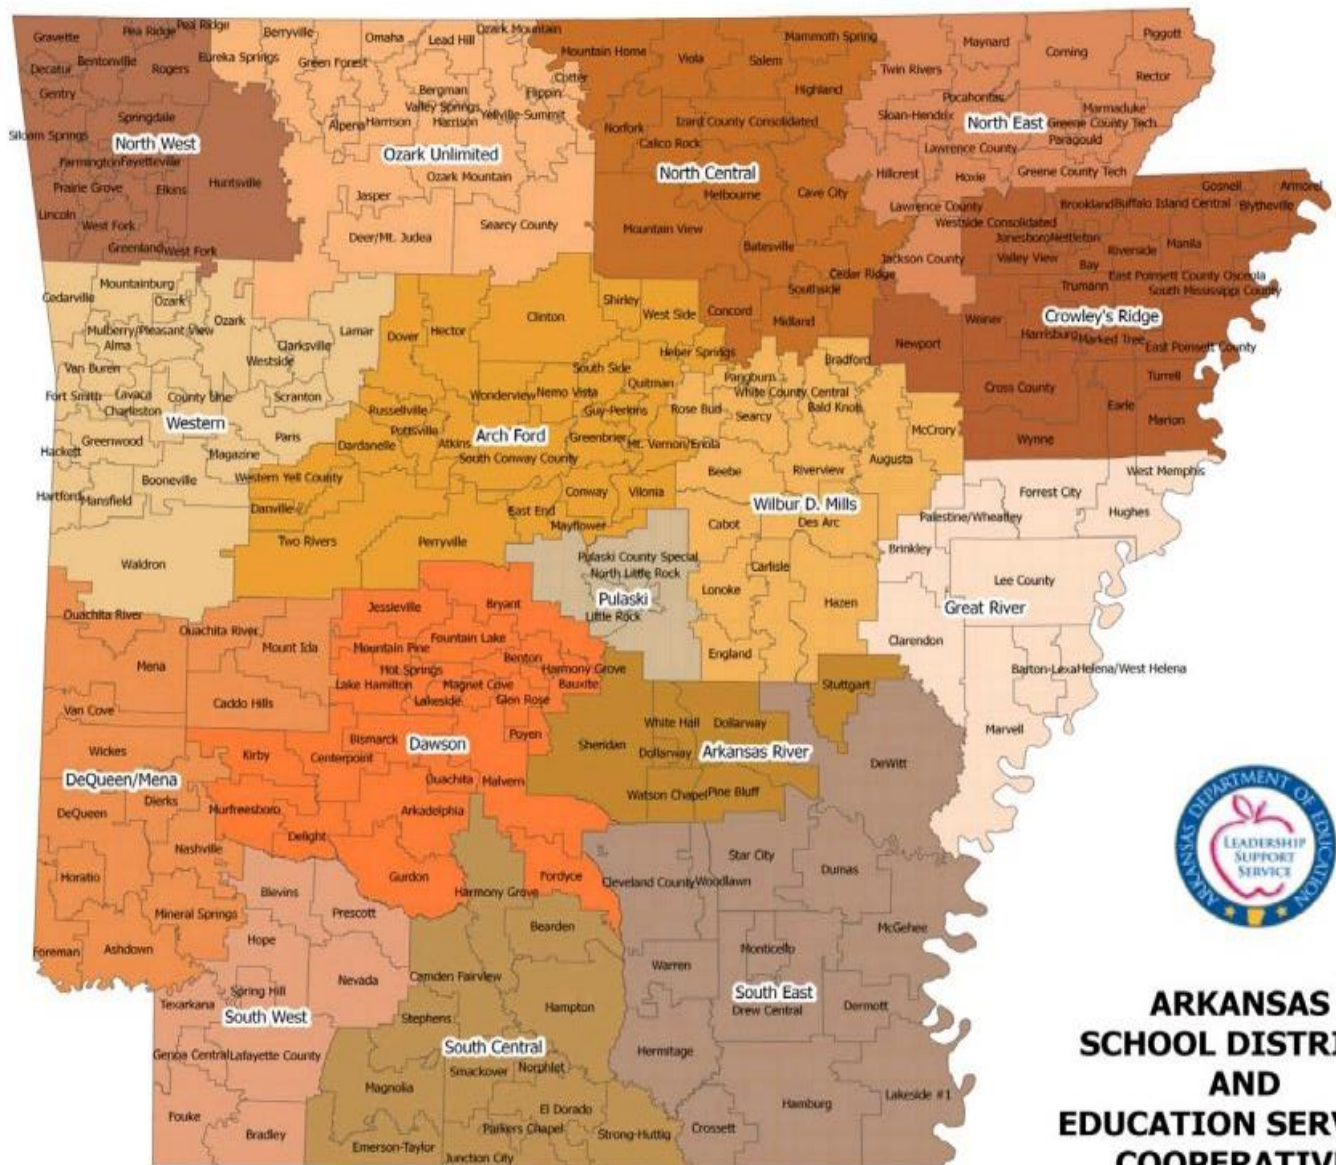 Gravette
Pea Ridge
Pea Ridge
Decatur
Bentonville
Rogers
Gentry
Springdale
Siloam Springs
North West
Farmington
Fayetteville
Prairie Grove
Elkins
Huntsville
Lincoln
West Fork
Greenland
West Fork
Berryville
Omaha
Lead Hill
Ozark Mountain
Eureka Springs
Green Forest
Cotter
Bergman
Flippin
Valley Springs
Alpena
Harrison
Harrison
Yellville-Summit
Ozark Unlimited
Ozark Mountain
Jasper
Deer/Mt. Judea
Searcy County
Mountain Home
Viola
Mammoth Spring
Salem
Highland
Norfork
Izard County Consolidated
Calico Rock
North Central
Melbourne
Cave City
Mountain View
Batesville
Cedar Ridge
Southside
Concord
Midland
Maynard
Corning
Piggott
Twin Rivers
Rector
Pocahontas
Marmaduke
Sloan-Hendrix
North East
Greene County Tech
Paragould
Lawrence County
Hillcrest
Hoxie
Greene County Tech
Lawrence County
Jackson County
Gosnell
Armorel
Brookland
Buffalo Island Central
Blytheville
Westside Consolidated
Jonesboro
Nettleton
Valley View
Riverside
Manila
Bay
East Poinsett County
Osceola
Trumann
South Mississippi County
Weiner
Crowley's Ridge
Harrisburg
Marked Tree
East Poinsett County
Newport
Cross County
Turrell
Earle
Marion
Wynne
Mountainburg
Cedarville
Ozark
Ozark
Mulberry/Pleasant View
Alma
Lamar
Clarksville
Van Buren
Westside
Fort Smith
Lavaca
County Line
Scranton
Charleston
Western
Greenwood
Paris
Hackett
Magazine
Booneville
Hartford
Mansfield
Waldron
Shirley
Clinton
West Side
Dover
Hector
Heber Springs
South Side
Wonderview
Nemo Vista
Quitman
Russellville
Guy-Perkins
Pottsville
Arch Ford
Dardanelle
Atkins
Greenbrier
Mt. Vernon/Enola
South Conway County
Western Yell County
Conway
Vilonia
Danville
East End
Mayflower
Two Rivers
Perryville
Bradford
Pangburn
White County Central
Rose Bud
Searcy
Bald Knob
McCrory
Augusta
Beebe
Riverview
Wilbur D. Mills
Cabot
Des Arc
Carlisle
Lonoke
Hazen
England
Pulaski County Special
North Little Rock
Pulaski
Little Rock
West Memphis
Forrest City
Palestine/Wheatley
Hughes
Brinkley
Lee County
Great River
Clarendon
Barton-Lexa
Helena/West Helena
Marvell
Ouachita River
Ouachita River
Mount Ida
Mena
Caddo Hills
Van Cove
Wickes
DeQueen/Mena
Dierks
DeQueen
Nashville
Horatio
Mineral Springs
Foreman
Ashdown
Jessieville
Bryant
Fountain Lake
Mountain Pine
Benton
Hot Springs
Harmony Grove
Lake Hamilton
Magnet Cove
Bauxite
Lakeside
Glen Rose
Bismarck
Poyen
Kirby
Centerpoint
Dawson
Ouachita
Malvern
Murfreesboro
Arkadelphia
Delight
Gurdon
Fordyce
Stuttgart
White Hall
Dollarway
Sheridan
Dollarway
Arkansas River
Watson Chapel
Pine Bluff
DeWitt
Star City
Dumas
Cleveland County
Woodlawn
McGehee
Monticello
Warren
South East
Drew Central
Dermott
Hermitage
Lakeside #1
Hamburg
Crossett
Blevins
Prescott
Hope
Nevada
Spring Hill
Texarkana
South West
Genoa Central
Lafayette County
Fouke
Bradley
Harmony Grove
Bearden
Camden Fairview
Hampton
Stephens
South Central
Smackover
Norphlet
Magnolia
El Dorado
Parkers Chapel
Strong-Huttig
Emerson-Taylor
Junction City
ARKANSAS DEPARTMENT OF EDUCATION
LEADERSHIP
SUPPORT
SERVICE
ARKANSAS
SCHOOL DISTRI
AND
EDUCATION SERV
COOPERATIV